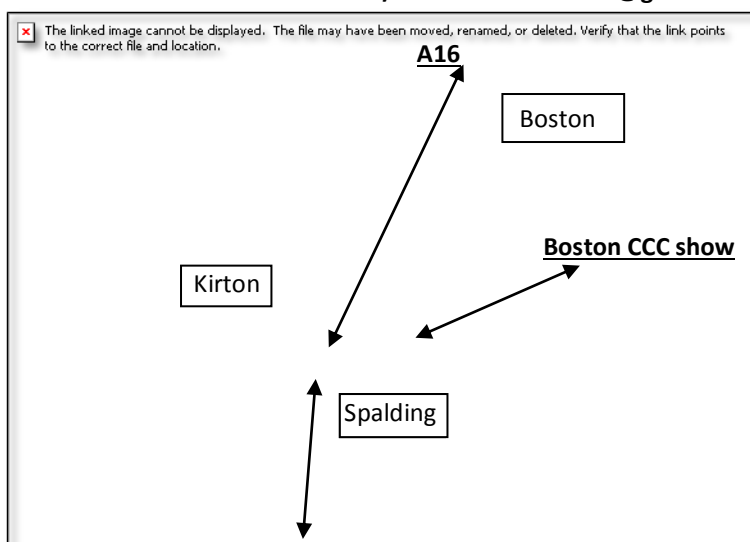 The linked image cannot be displayed. The file may have been moved, renamed, or deleted. Verify that the link points
to the correct file and location.
A16
Boston
Boston CCC show
Kirton
Spalding